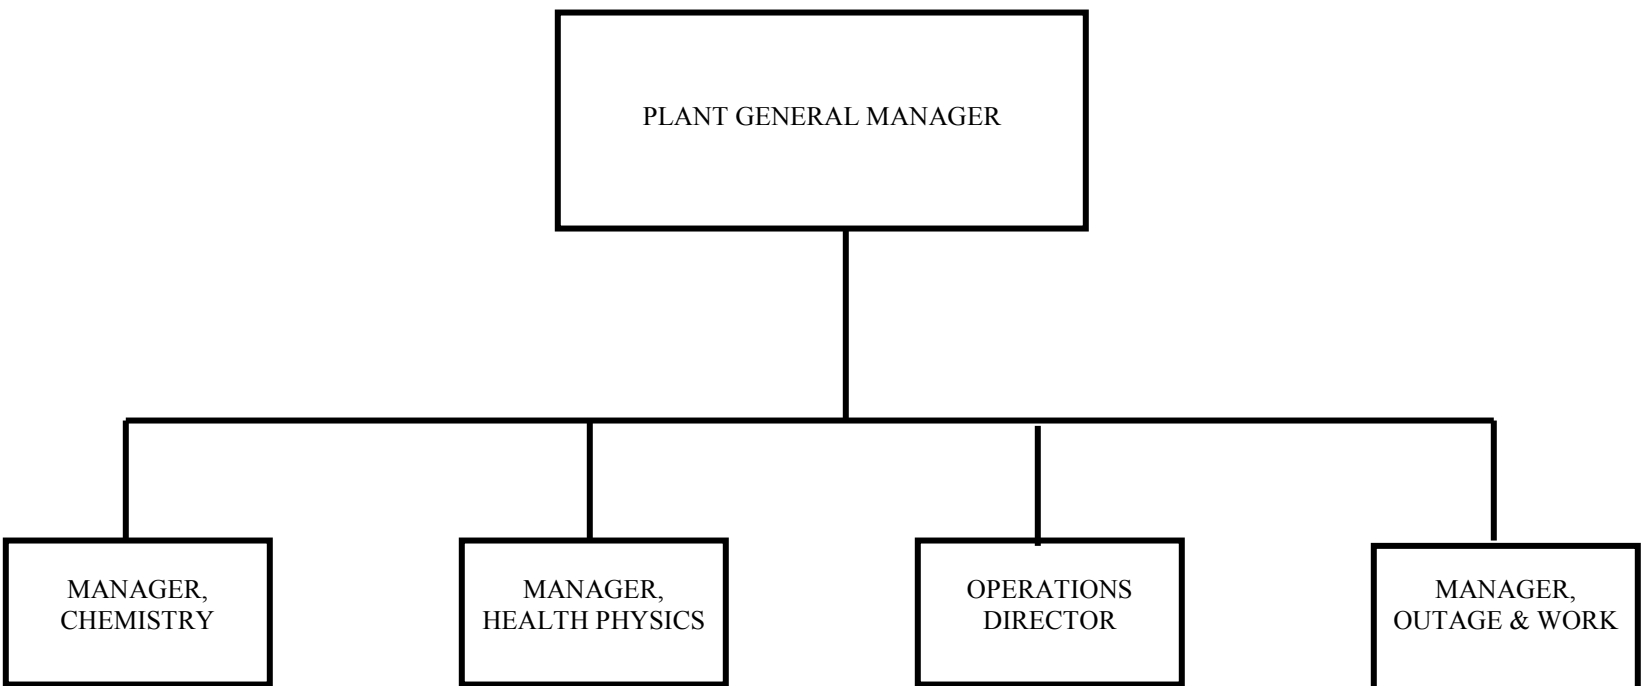 PLANT GENERAL MANAGER
MANAGER,
CHEMISTRY
MANAGER,
HEALTH PHYSICS
OPERATIONS
DIRECTOR
MANAGER,
OUTAGE & WORK